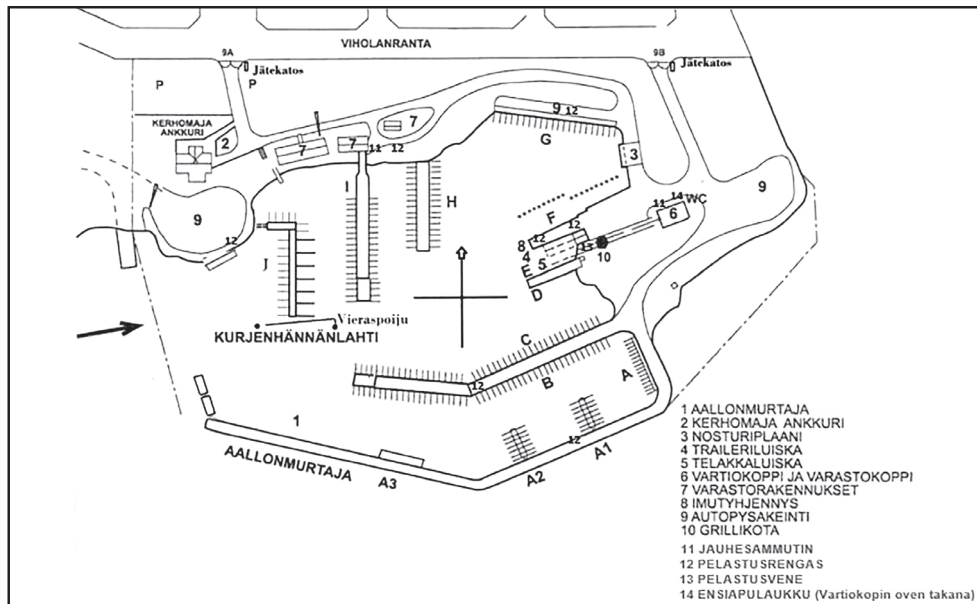 VIHOLANRANTA
9A
9B
Jätekatos
Jätekatos
P
P
KERHOMAJA
ANKKURI
2
7
7
7
11 12
9 12
G
3
I
H
F
14 WC
11
6
9
9
12
J
8 12
12
4
13
5
10
E
D
Vieraspoiju
KURJENHÄNNÄNLAHTI
C
12
B
A
1
AALLONMURTAJA
A3
A2
12
A1
1 AALLONMURTAJA
2 KERHOMAJA ANKKURI
3 NOSTURIPLAANI
4 TRAILERILUISKA
5 TELAKKALUISKA
6 VARTIOKOPPI JA VARASTOKOPPI
7 VARASTORAKENNUKSET
8 IMUTYHJENNYS
9 AUTOPYSAKEINTI
10 GRILLIKOTA
11 JAUHESAMMUTIN
12 PELASTUSRENGAS
13 PELASTUSVENE
14 ENSIAPULAUKKU (Vartiokopin oven takana)